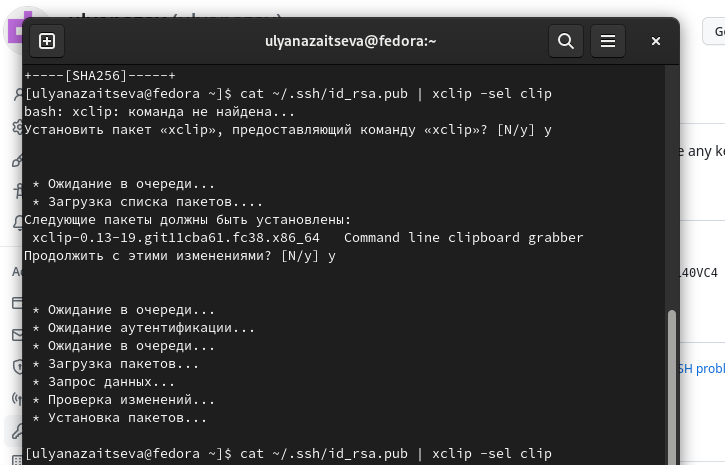 ulyanazaitseva@fedora:~
+----[SHA256]-----+
[ulyanazaitseva@fedora ~]$ cat ~/.ssh/id_rsa.pub | xclip -sel clip
bash: xclip: команда не найдена...
Установить пакет «xclip», предоставляющий команду «xclip»? [N/y] y
* Ожидание в очереди...
* Загрузка списка пакетов....
Следующие пакеты должны быть установлены:
xclip-0.13-19.git11cba61.fc38.x86_64 Command line clipboard grabber
Продолжить с этими изменениями? [N/y] y
* Ожидание в очереди...
* Ожидание аутентификации...
* Ожидание в очереди...
* Загрузка пакетов...
* Запрос данных...
* Проверка изменений...
* Установка пакетов...
[ulyanazaitseva@fedora ~]$ cat ~/.ssh/id_rsa.pub | xclip -sel clip
e any k
40VC4
SH probl